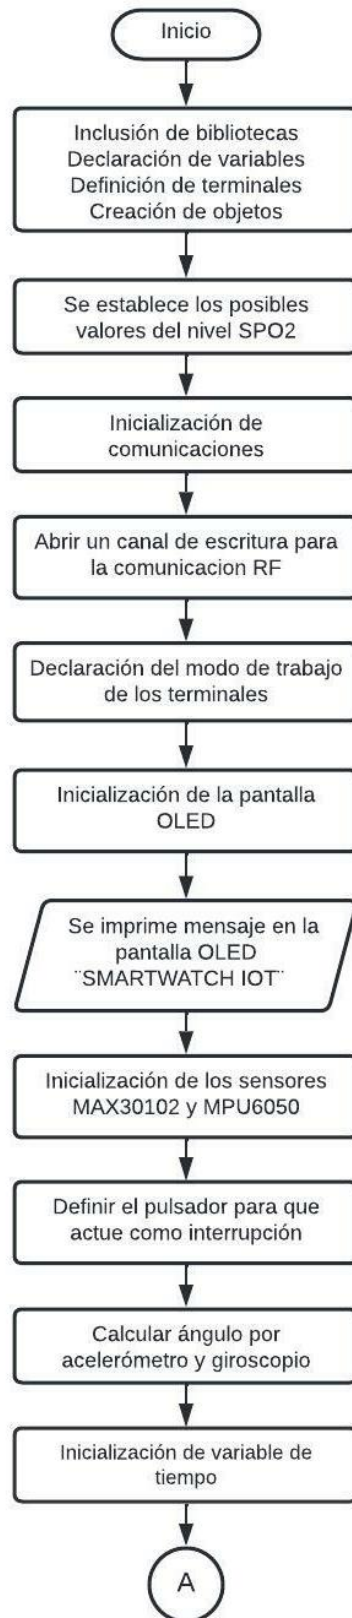 Inicio
Inclusión de bibliotecas
Declaración de variables
Definición de terminales
Creación de objetos
Se establece los posibles
valores del nivel SPO2
Inicialización de
comunicaciones
Abrir un canal de escritura para
la comunicacion RF
Declaración del modo de trabajo
de los terminales
Inicialización de la pantalla
OLED
Se imprime mensaje en la
pantalla OLED
¨SMARTWATCH IOT¨
Inicialización de los sensores
MAX30102 y MPU6050
Definir el pulsador para que
actue como interrupción
Calcular ángulo por
acelerómetro y giroscopio
Inicialización de variable de
tiempo
A